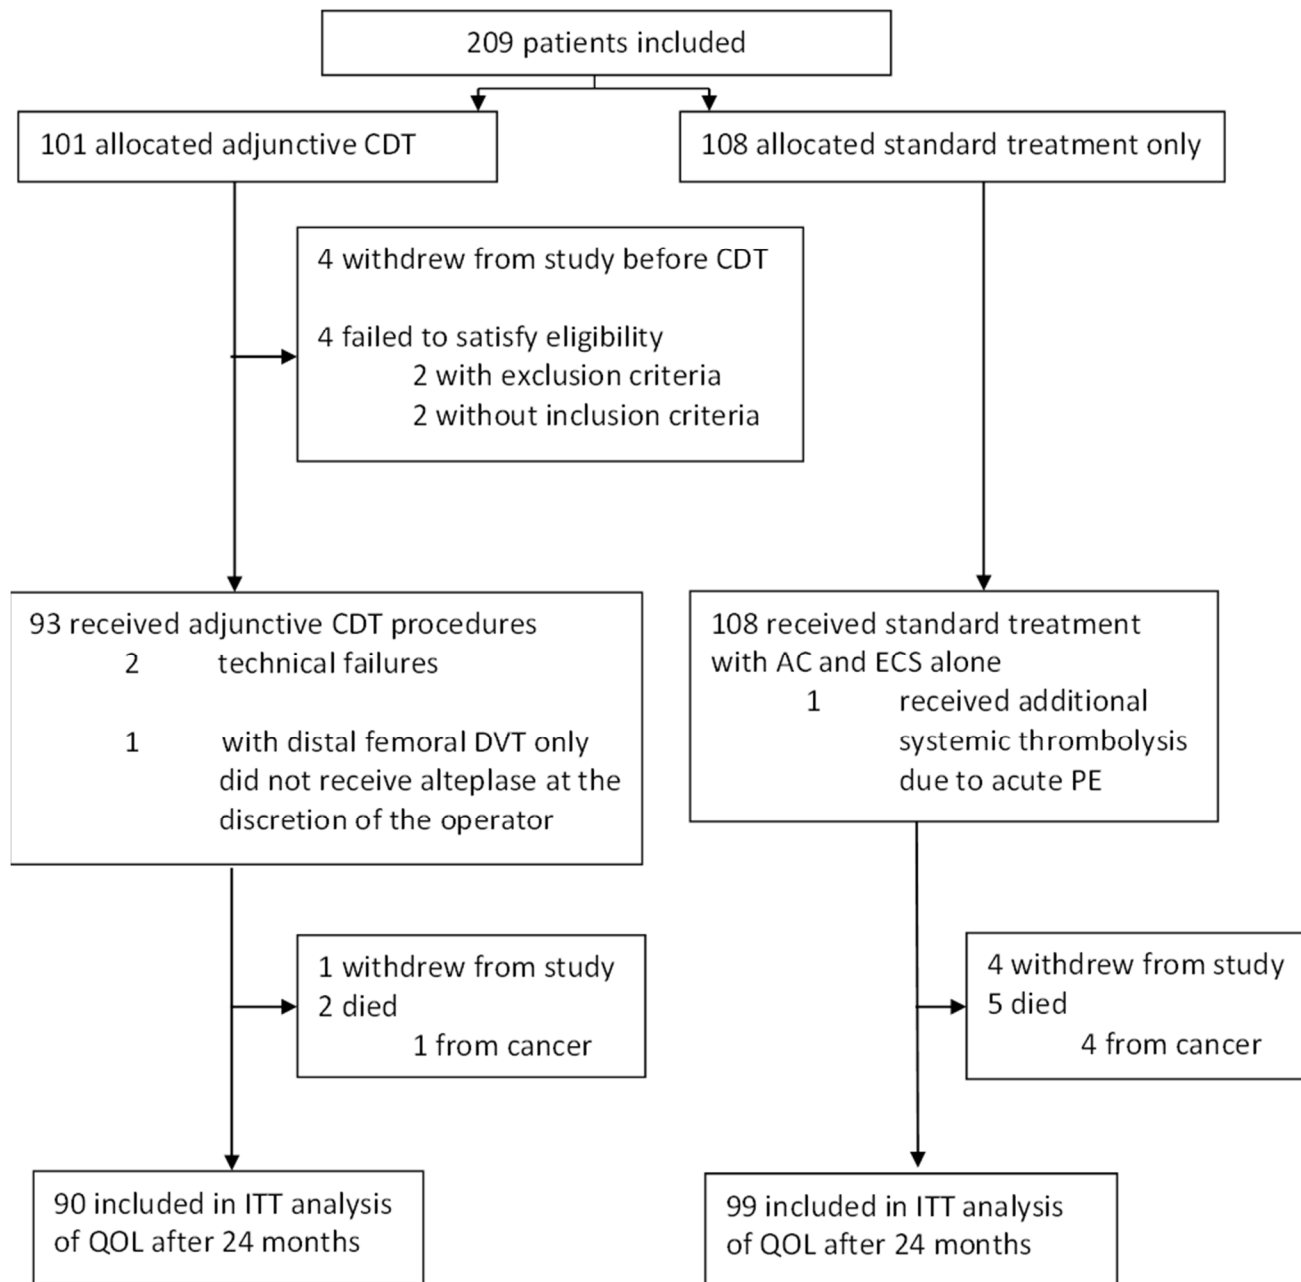 209 patients included
101 allocated adjunctive CDT
108 allocated standard treatment only
4 withdrew from study before CDT
4 failed to satisfy eligibility
2 with exclusion criteria
2 without inclusion criteria
93 received adjunctive CDT procedures
2 technical failures
1 with distal femoral DVT only
did not receive alteplase at the
discretion of the operator
108 received standard treatment
with AC and ECS alone
1 received additional
systemic thrombolysis
due to acute PE
1 withdrew from study
2 died
1 from cancer
4 withdrew from study
5 died
4 from cancer
90 included in ITT analysis
of QOL after 24 months
99 included in ITT analysis
of QOL after 24 months